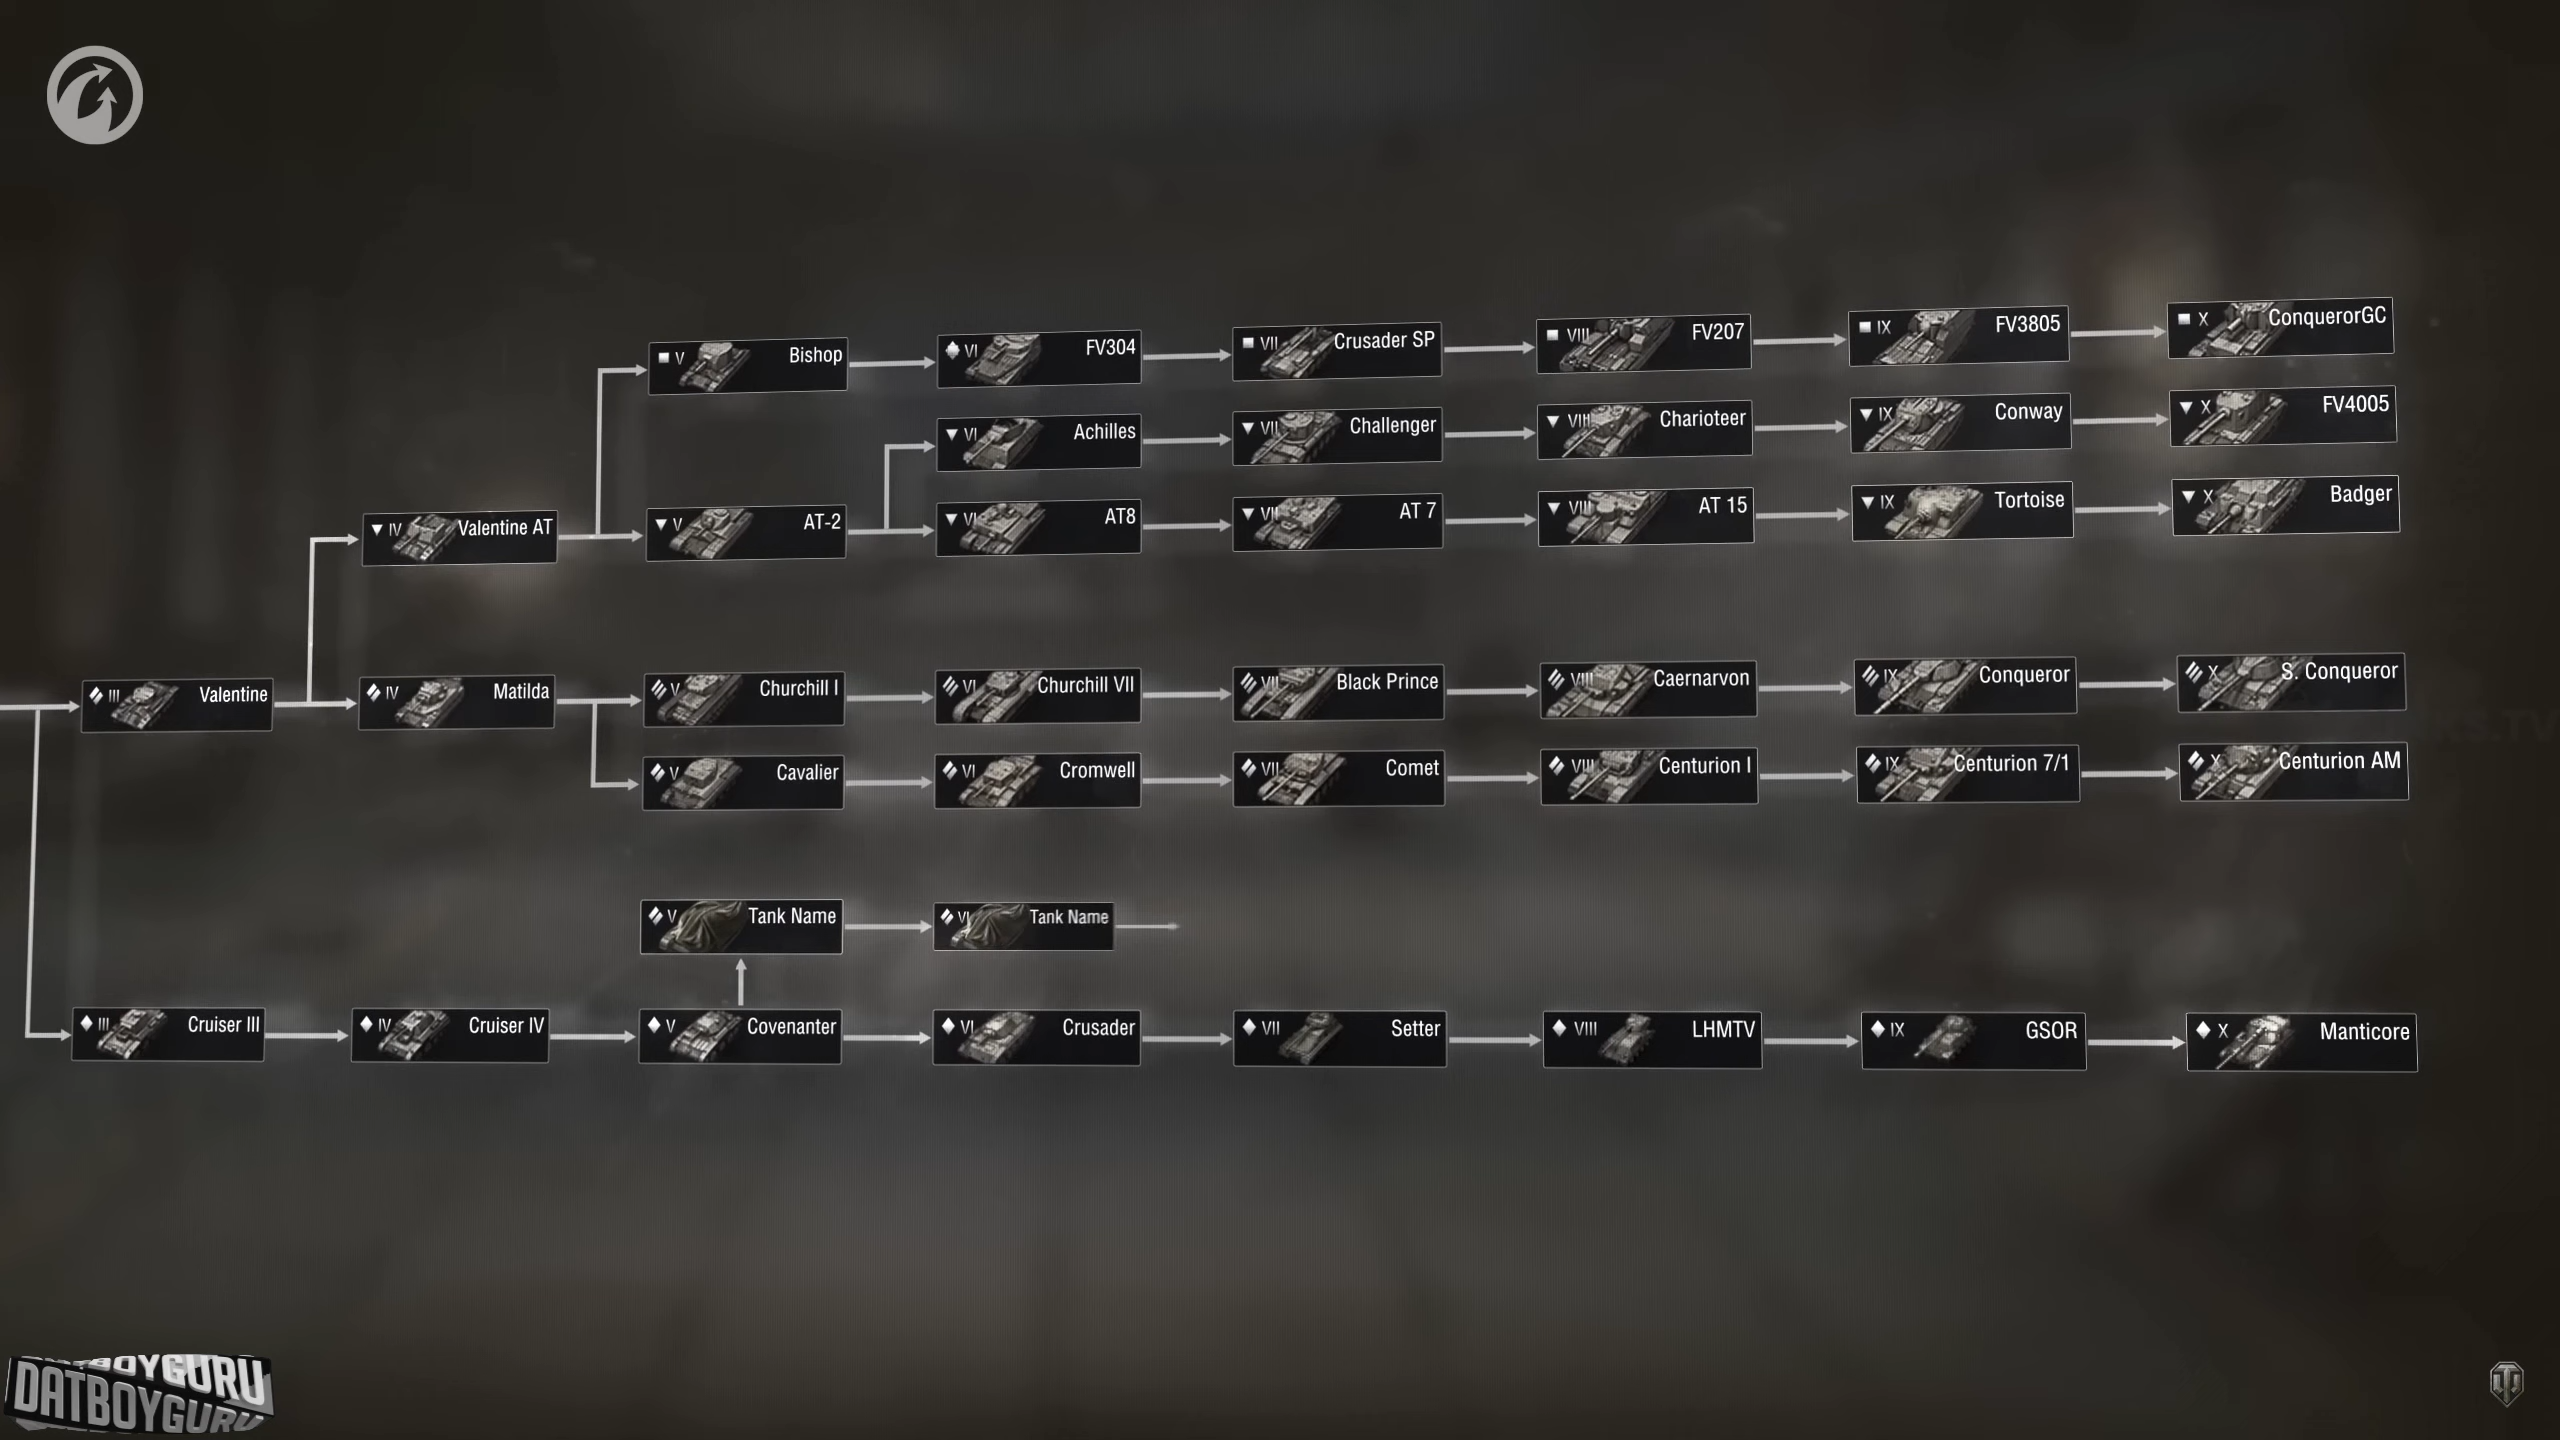 V Bishop
VI FV304
VII Crusader SP
VIII FV207
IX FV3805
X ConquerorGC
VI Achilles
VII Challenger
VIII Charioteer
IX Conway
X FV4005
IV Valentine AT
V AT-2
VI AT8
VII AT 7
VIII AT 15
IX Tortoise
X Badger
III Valentine
IV Matilda
V Churchill I
VI Churchill VII
VII Black Prince
VIII Caernarvon
IX Conqueror
X S. Conqueror
V Cavalier
VI Cromwell
VII Comet
VIII Centurion I
IX Centurion 7/1
X Centurion AM
V Tank Name
VI Tank Name
III Cruiser III
IV Cruiser IV
V Covenanter
VI Crusader
VII Setter
VIII LHMTV
IX GSOR
X Manticore
KS.TV
DATBOYGURU